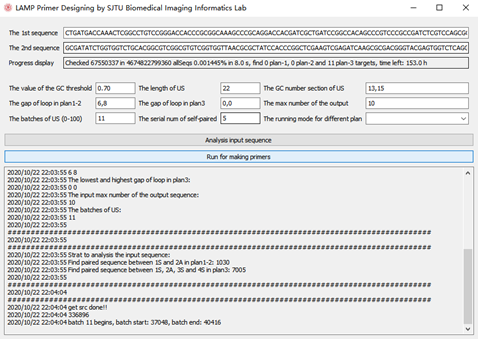 LAMP Primer Designing by SJTU Biomedical Imaging Informatics Lab
The 1st sequence CTGATGACCAAACTCGGCCTGTCCCGGGACCACCCGCGGCAAAGCCCGCAGGACCACGATCGCTGATCCGGCCACAGCCCGTCCCGCCGATCTCGTCCAGCG
The 2nd sequence GCGATATCTGGTGGTCTGCACGGCGTCGGCGTGTCGGTGGTTAACGCGCTATCCACCCGGCTCGAAGTCGAGATCAAGCGCGACGGGTACGAGTGGTCTCAGC
Progress display Checked 67550337 in 4674822799360 allSeqs 0.001445% in 8.0 s, find 0 plan-1, 0 plan-2 and 11 plan-3 targets, time left: 153.0 h
The value of the GC threshold 0.70 The length of US 22 The GC number section of US 13,15
The gap of loop in plan1-2 6,8 The gap of loop in plan3 0,0 The max number of the output 10
The batches of US (0-100) 11 The serial num of self-paired 5 The running mode for different plan
Analysis input sequence
Run for making primers
2020/10/22 22:03:55 6 8
2020/10/22 22:03:55 The lowest and highest gap of loop in plan3:
2020/10/22 22:03:55 0 0
2020/10/22 22:03:55 The input max number of the output sequence:
2020/10/22 22:03:55 10
2020/10/22 22:03:55 The batches of US:
2020/10/22 22:03:55 11
################################################################################
2020/10/22 22:03:55
################################################################################
2020/10/22 22:03:55 Strat to analysis the input sequence:
2020/10/22 22:03:55 Find paired sequence between 1S and 2A in plan1-2: 1030
2020/10/22 22:03:55 Find paired sequence between 1S, 2A, 3S and 4S in plan3: 7005
2020/10/22 22:03:55
################################################################################
2020/10/22 22:04:04
################################################################################
2020/10/22 22:04:04 get src done!!
2020/10/22 22:04:04 336896
2020/10/22 22:04:04 batch 11 begins, batch start: 37048, batch end: 40416